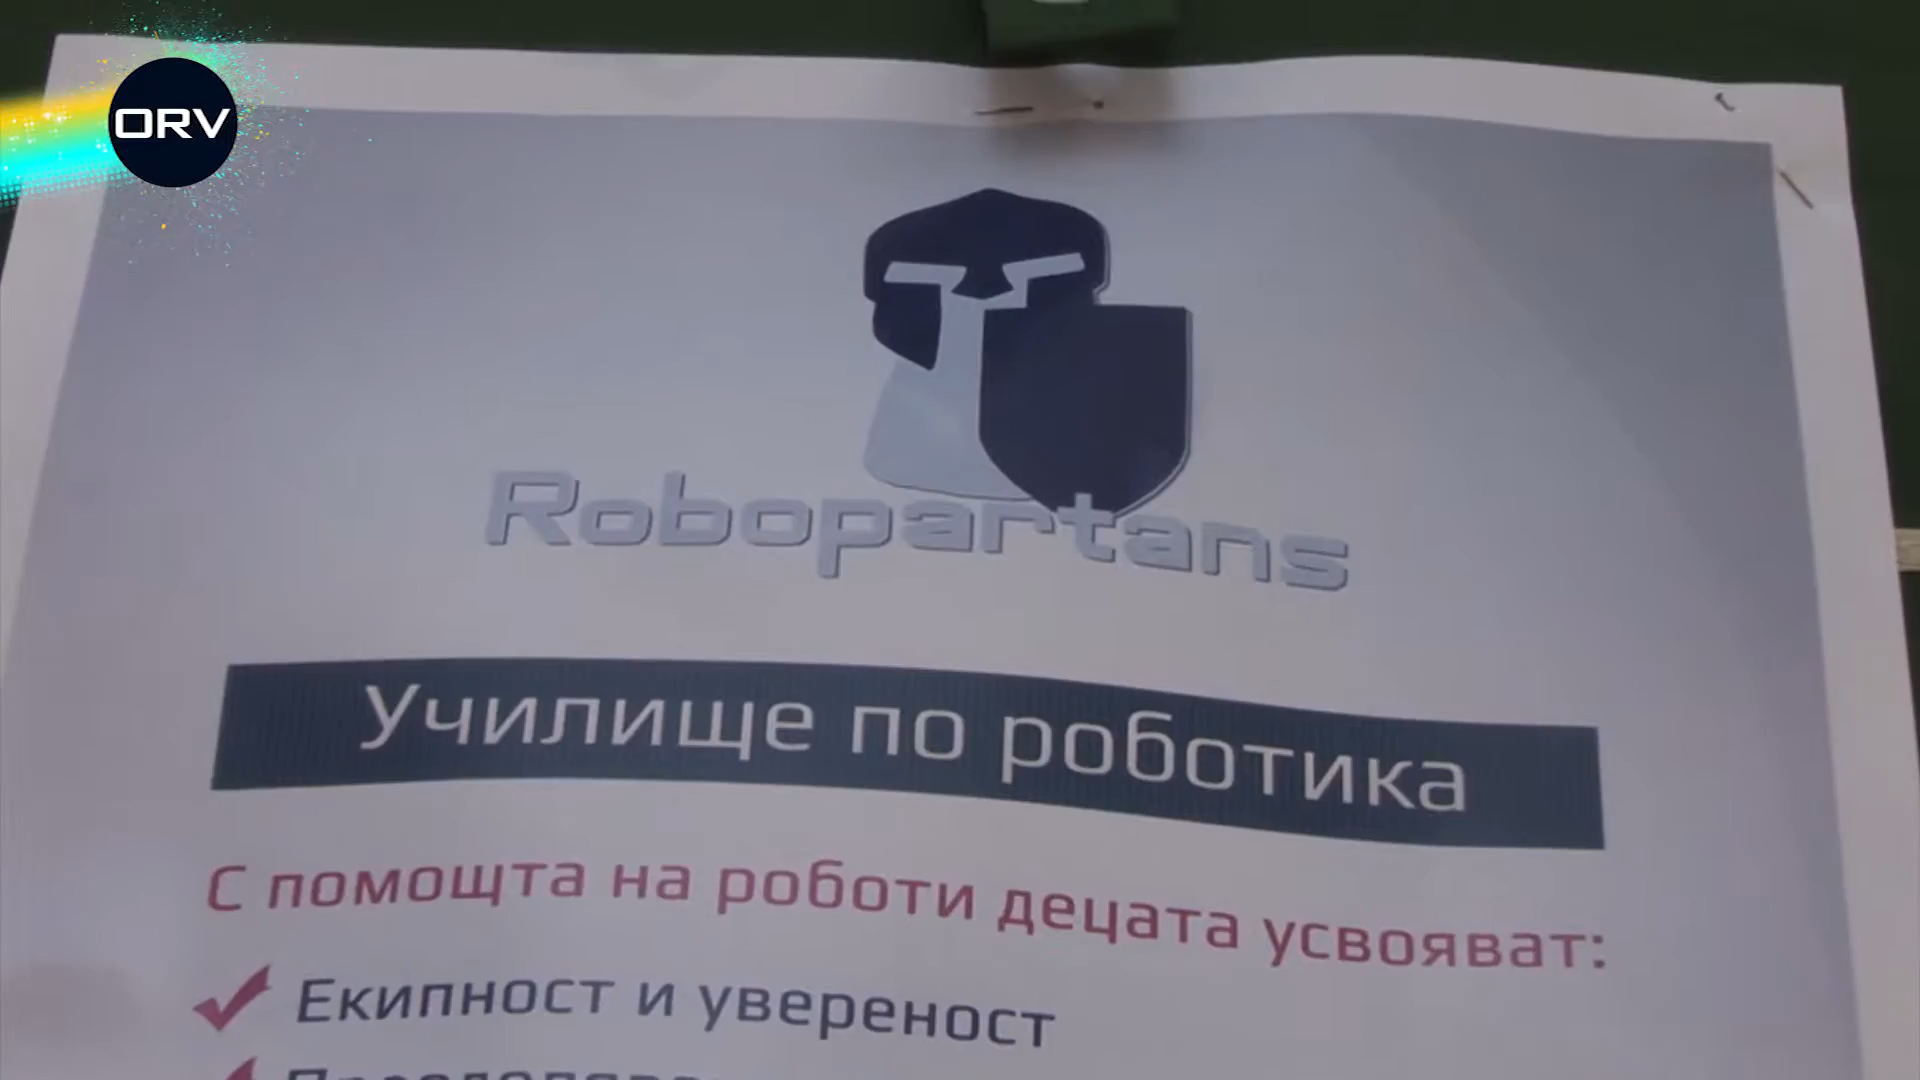 ORV
Robopartans
Училище по роботика
С помощта на роботи децата усвояват:
Екипност и увереност